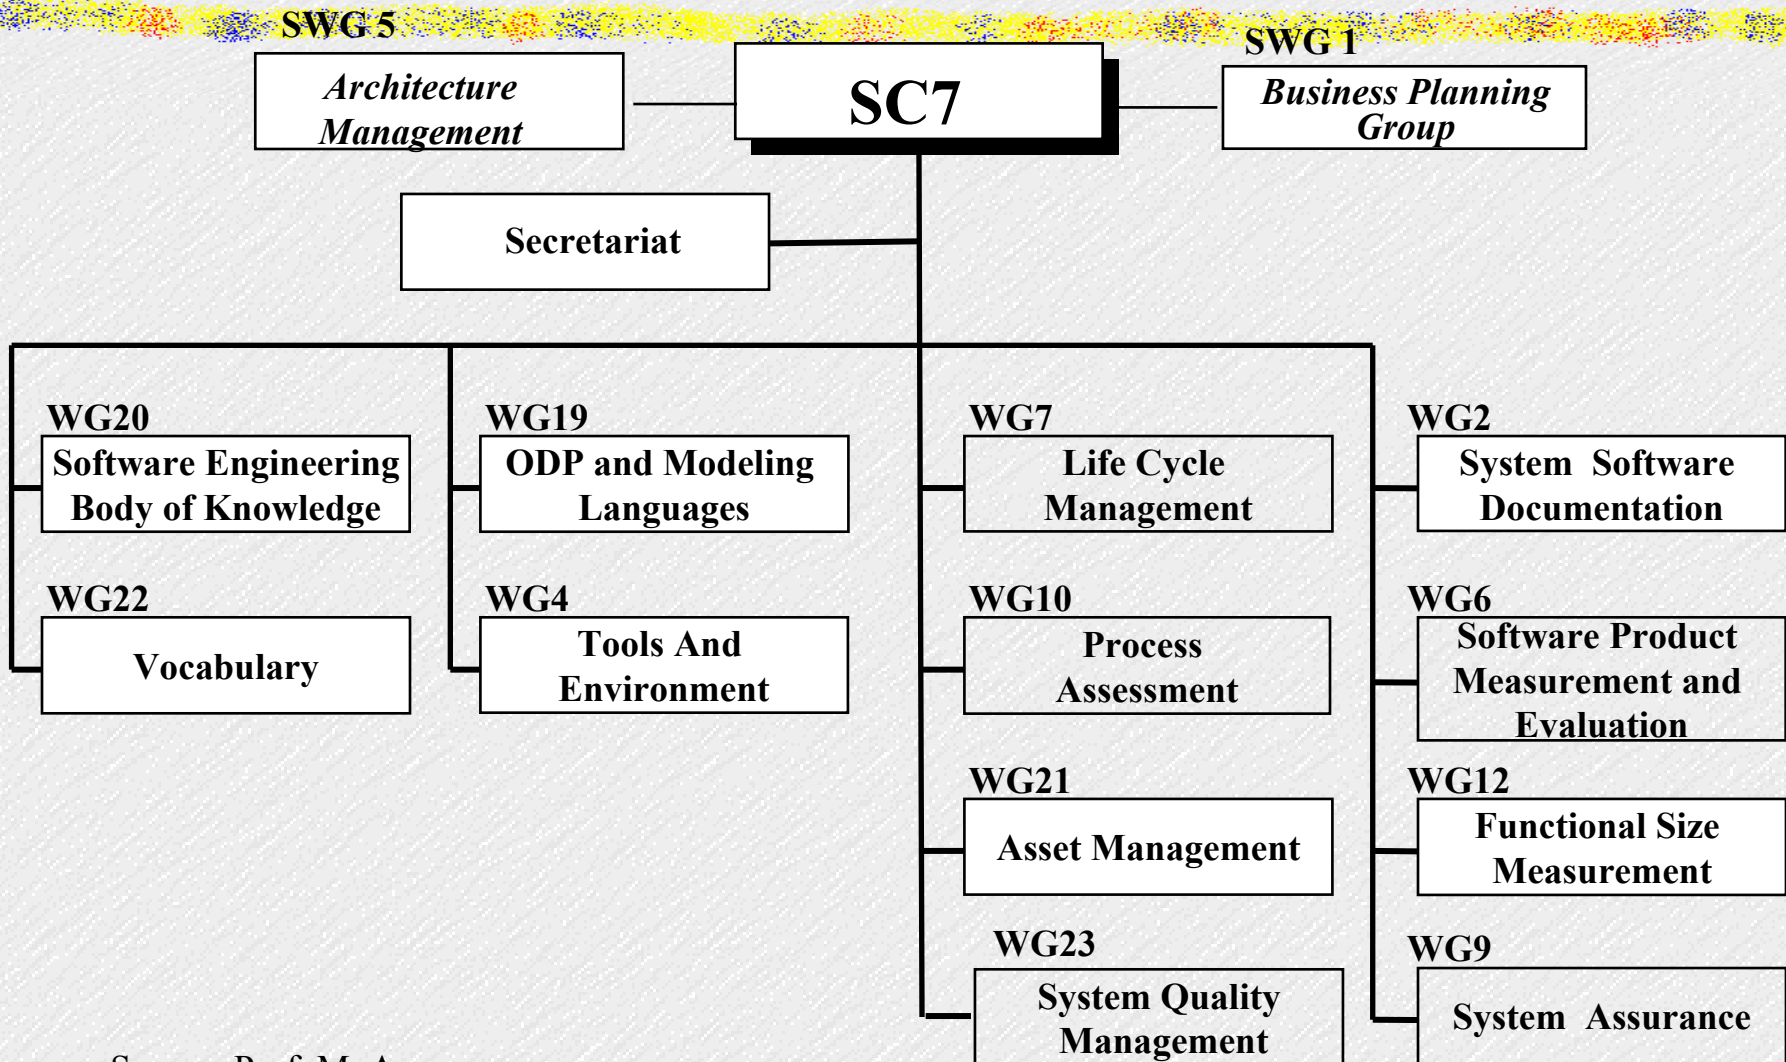 SWG 5
Architecture
Management
SC7
SWG 1
Business Planning
Group
Secretariat
WG20
Software Engineering
Body of Knowledge
WG19
ODP and Modeling
Languages
WG7
Life Cycle
Management
WG2
System Software
Documentation
WG22
Vocabulary
WG4
Tools And
Environment
WG10
Process
Assessment
WG6
Software Product
Measurement and
Evaluation
WG21
Asset Management
WG12
Functional Size
Measurement
WG23
System Quality
Management
WG9
System Assurance
Prof. M. A